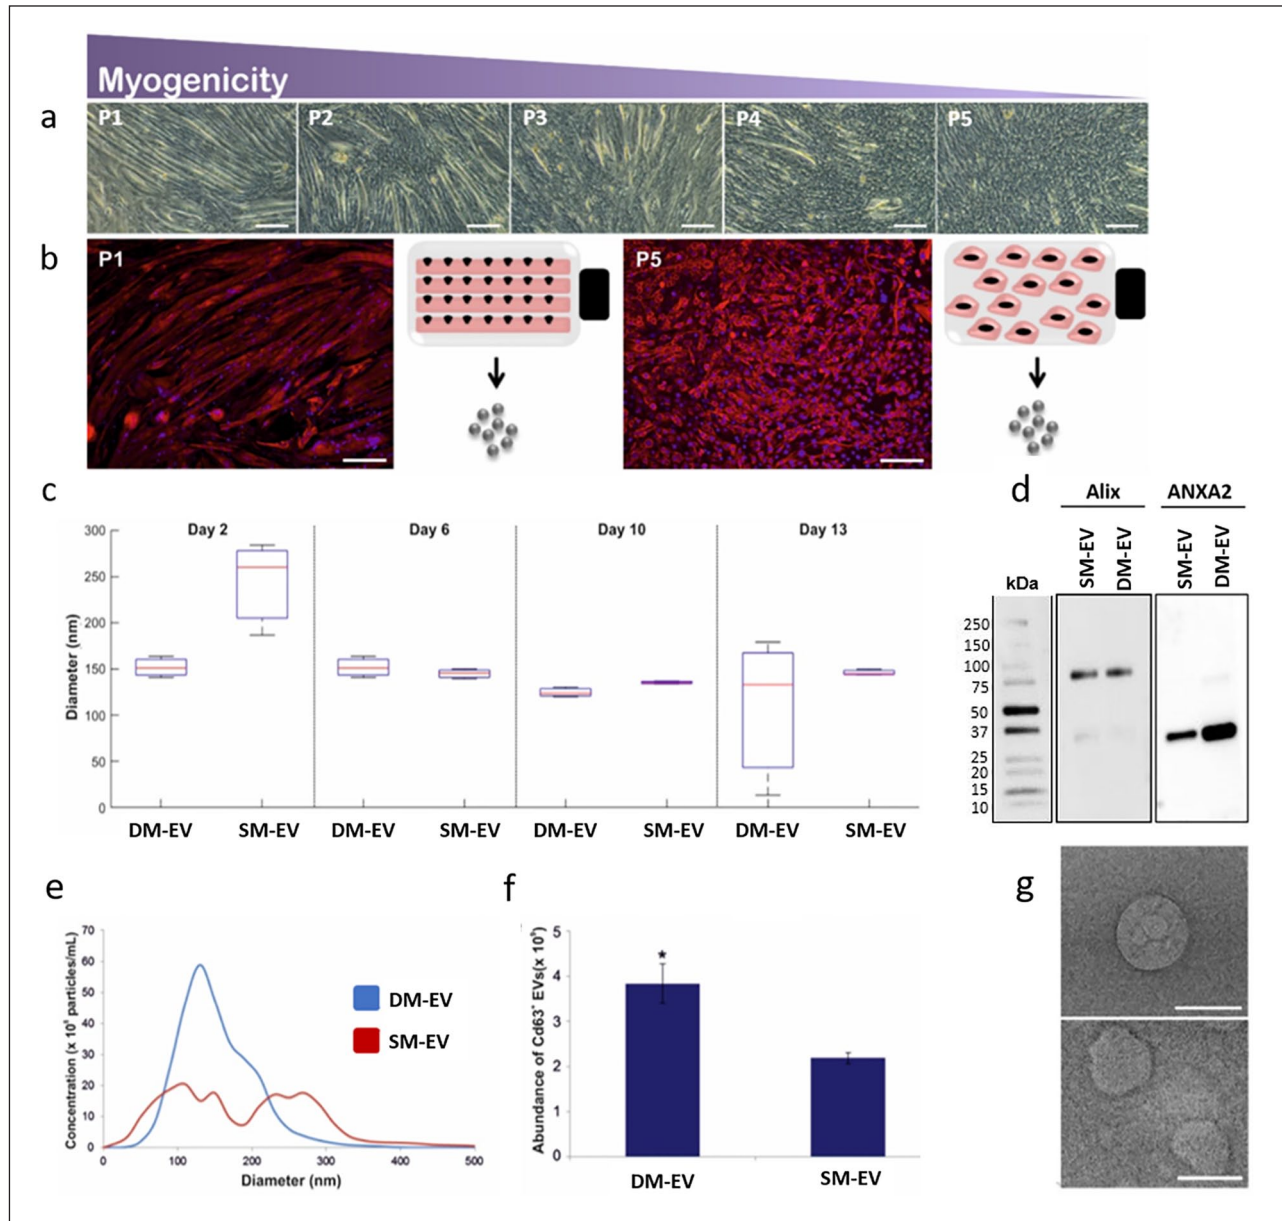 Myogenicity
a
P1
P2
P3
P4
P5
b
P1
P5
c
Day 2
Day 6
Day 10
Day 13
Diameter (nm)
300
250
200
150
100
50
0
DM-EV
SM-EV
DM-EV
SM-EV
DM-EV
SM-EV
DM-EV
SM-EV
d
Alix
ANXA2
kDa
SM-EV
DM-EV
SM-EV
DM-EV
250
150
100
75
50
37
25
20
15
10
e
Concentration (x 10⁶ particles/mL)
70
60
50
40
30
20
10
0
0
100
200
300
400
500
Diameter (nm)
DM-EV
SM-EV
f
Abundance of Cd63⁺ EVs(x 10⁵)
5
4
3
2
1
0
*
DM-EV
SM-EV
g